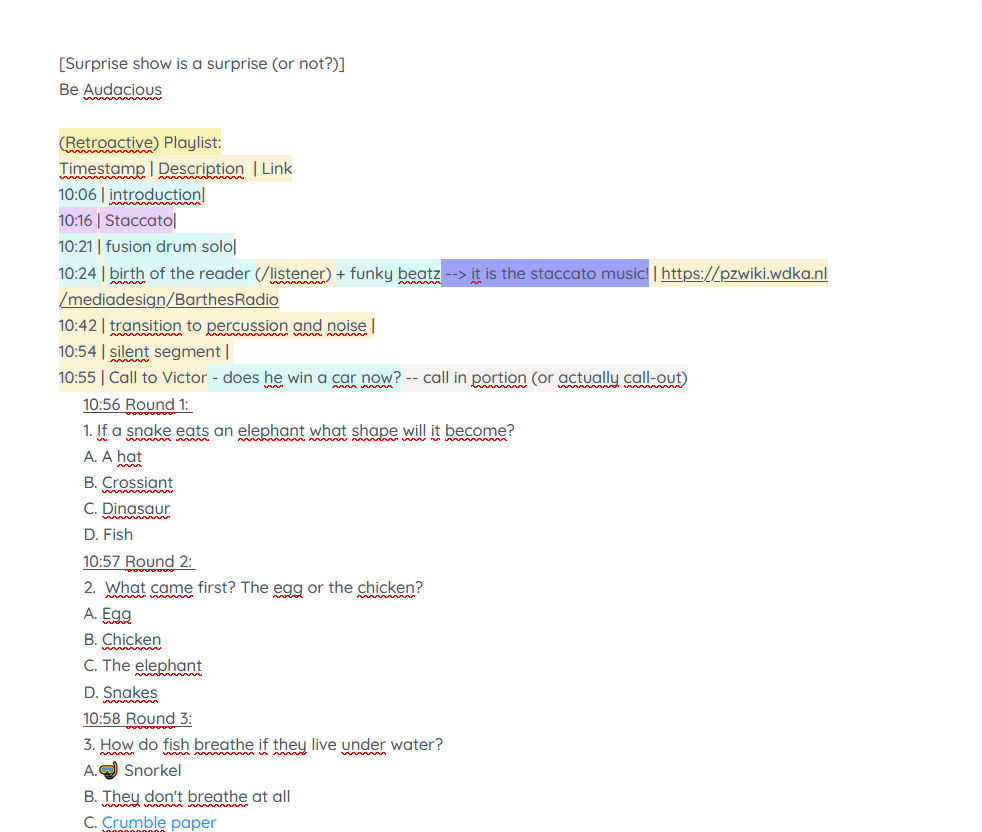 [Surprise show is a surprise (or not?)]
Be Audacious
(Retroactive) Playlist:
Timestamp | Description  | Link
10:06 | introduction|
10:16 | Staccato|
10:21 | fusion drum solo|
10:24 | birth of the reader (/listener) + funky beatz --> it is the staccato music! | https://pzwiki.wdka.nl
/mediadesign/BarthesRadio
10:42 | transition to percussion and noise |
10:54 | silent segment |
10:55 | Call to Victor - does he win a car now? -- call in portion (or actually call-out)
10:56 Round 1:
1. If a snake eats an elephant what shape will it become?
A. A hat
B. Crossiant
C. Dinasaur
D. Fish
10:57 Round 2:
2.  What came first? The egg or the chicken?
A. Egg
B. Chicken
C. The elephant
D. Snakes
10:58 Round 3:
3. How do fish breathe if they live under water?
A.🤿 Snorkel
B. They don't breathe at all
C. Crumble paper